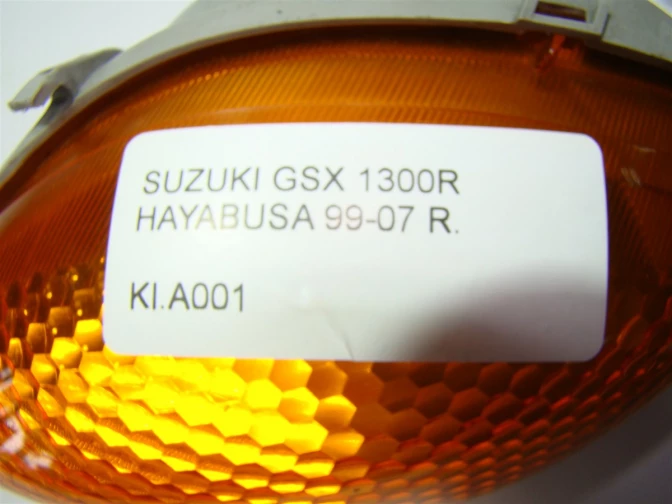 SUZUKI GSX 1300R
HAYABUSA 99-07 R.
KI.A001